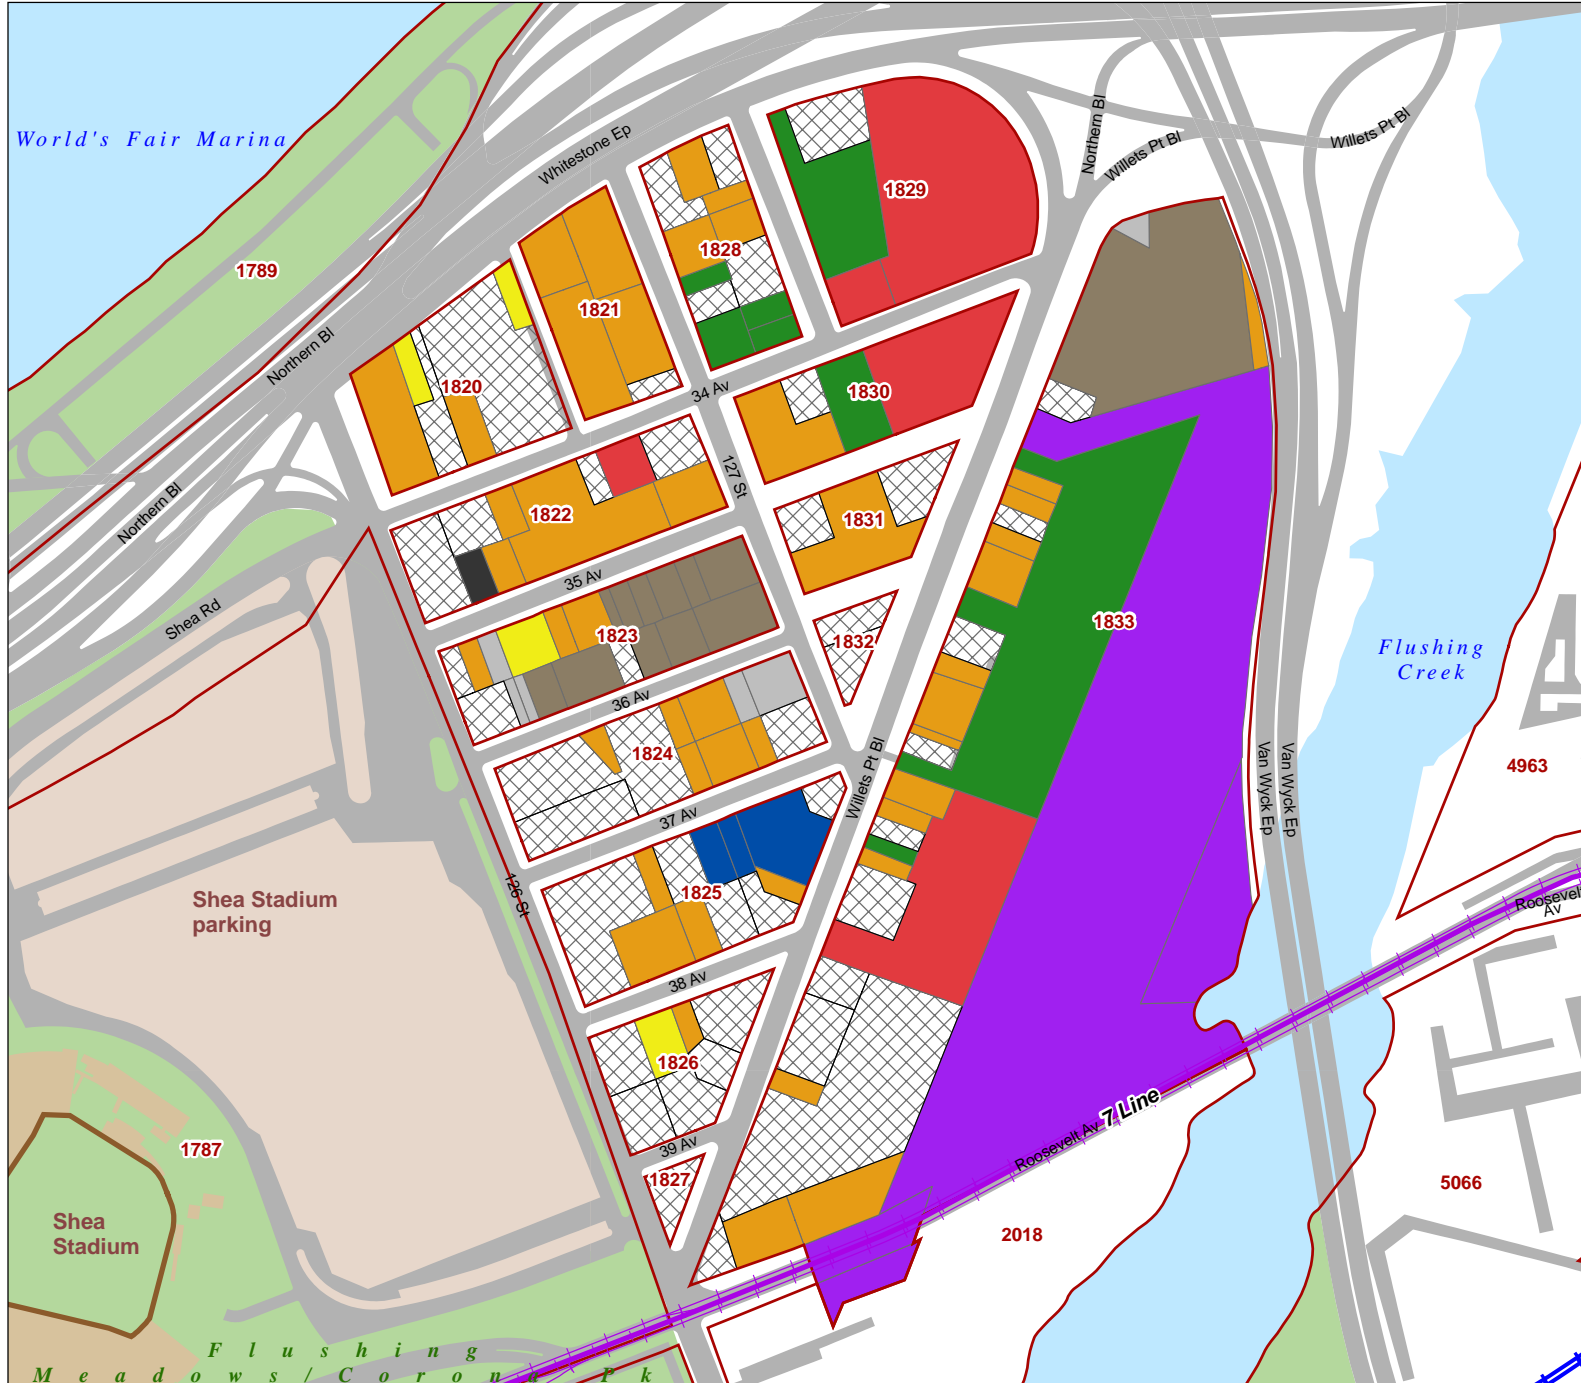 World's Fair Marina
Whitestone Ep
Northern Bl
Willets Pt Bl
Willets Pt Bl
1829
1828
1789
1821
Northern Bl
1820
34 Av
1830
127 St
Northern Bl
1822
1831
35 Av
Shea Rd
1823
1832
1833
Flushing
Creek
36 Av
1824
Willets Pt Bl
Van Wyck Ep
Van Wyck Ep
4963
37 Av
126 St
1825
Shea Stadium
parking
Roosevel
Av
38 Av
1826
7 Line
Roosevelt Av
39 Av
1787
1827
5066
Shea
Stadium
2018
Flushing
Meadows/Corona Pk